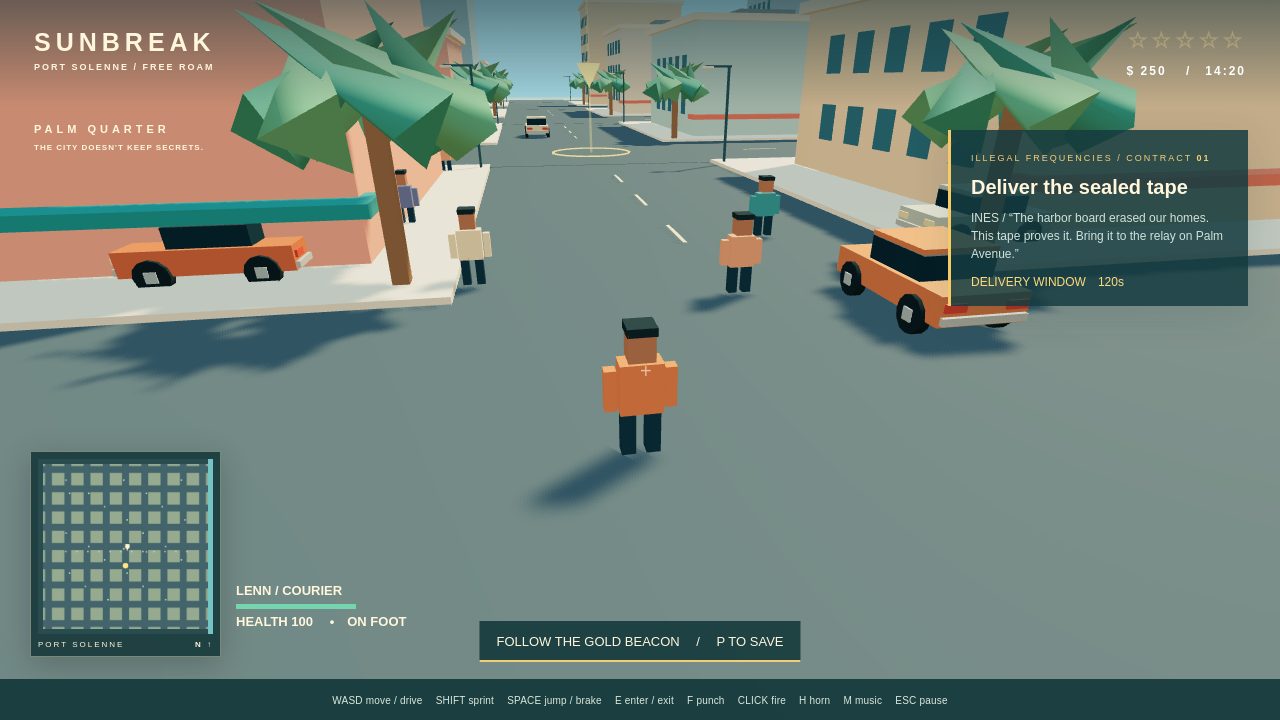 SUNBREAK
PORT SOLENNE / FREE ROAM
☆☆☆☆☆
$ 250 / 14:20
PALM QUARTER
THE CITY DOESN'T KEEP SECRETS.
ILLEGAL FREQUENCIES / CONTRACT 01
Deliver the sealed tape
INES / “The harbor board erased our homes.
This tape proves it. Bring it to the relay on Palm
Avenue.”
DELIVERY WINDOW 120s
LENN / COURIER
HEALTH 100 • ON FOOT
PORT SOLENNE N ↑
FOLLOW THE GOLD BEACON / P TO SAVE
WASD move / drive SHIFT sprint SPACE jump / brake E enter / exit F punch CLICK fire H horn M music ESC pause